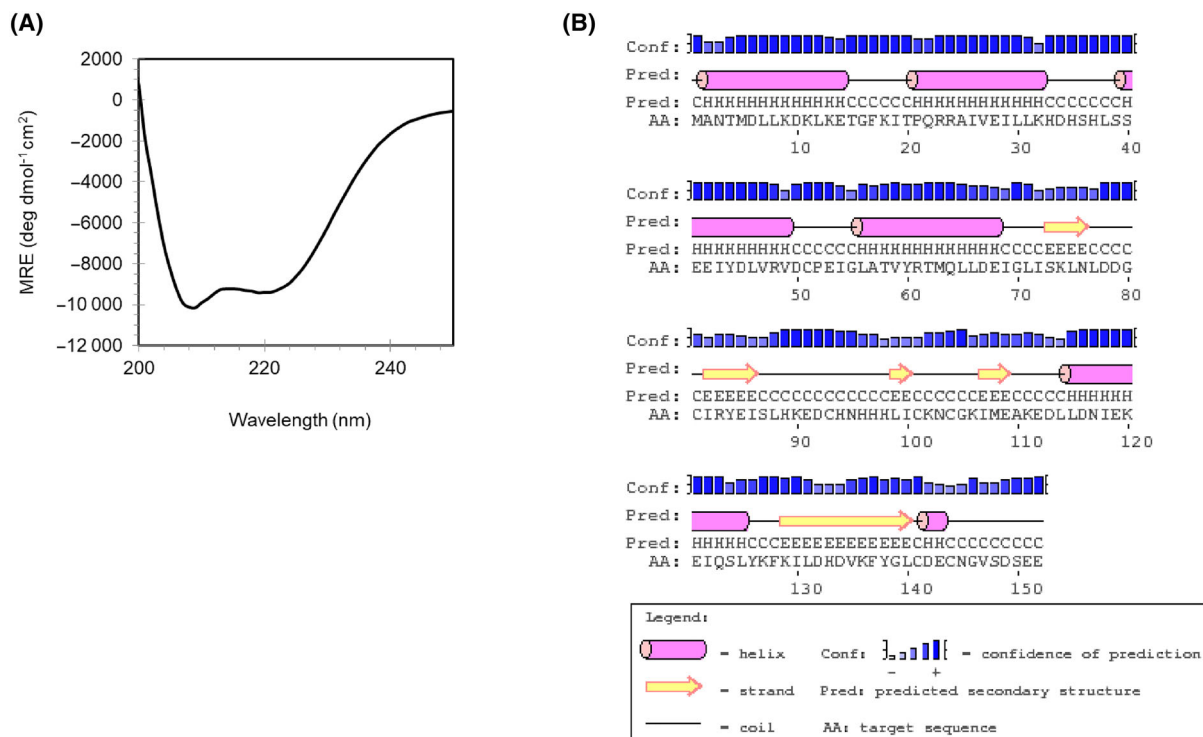 (A)
2000
0
−2000
−4000
−6000
−8000
−10 000
−12 000
MRE (deg dmol⁻¹ cm²)
200
220
240
Wavelength (nm)
(B)
Conf:
Pred:
Pred: CHHHHHHHHHHHHHCCCCCCHHHHHHHHHHHHCCCCCCCH
AA: MANTMDLLKDKLKETGFKITPQRRAIVEILLKHDHSHLSS
10 20 30 40
Conf:
Pred:
Pred: HHHHHHHHHCCCCCCHHHHHHHHHHHHHCCCCEEEECCCC
AA: EEIYDLVRVDCPEIGLATVYRTMQLLDEIGLISKLNLDDG
50 60 70 80
Conf:
Pred:
Pred: CEEEEECCCCCCCCCCCCEECCCCCCEEECCCCCHHHHHH
AA: CIRYEISLHKEDCHNHHHLICKNCGKIMEAKEDLLDNIEK
90 100 110 120
Conf:
Pred:
Pred: HHHHHCCCEEEEEEEEEEEECHHCCCCCCCCC
AA: EIQSLYKFKILDHDVKFYGLCDECNGVSDSEE
130 140 150
Legend:
= helix Conf: = confidence of prediction
- +
= strand Pred: predicted secondary structure
= coil AA: target sequence